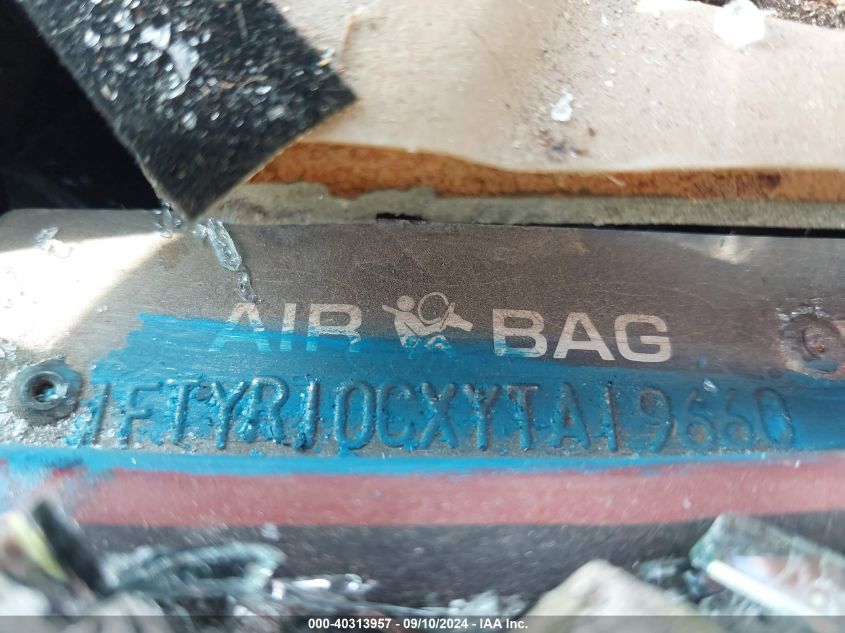 AIR BAG
1FTYR10CXYTA19660
000-40313957 - 09/10/2024 - IAA Inc.